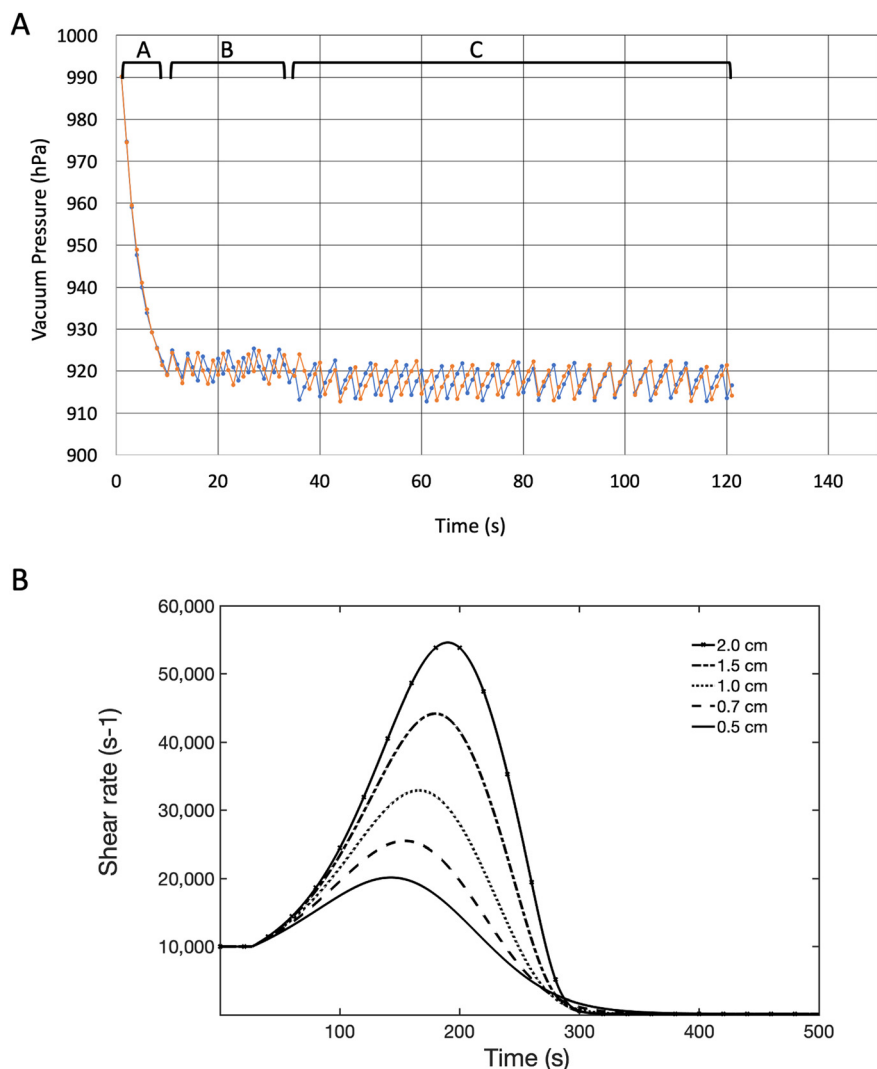 A
1000
A
B
C
990
980
970
960
950
940
930
920
910
900
Vacuum Pressure (hPa)
0 20 40 60 80 100 120 140
Time (s)
B
60,000
50,000
40,000
30,000
20,000
10,000
Shear rate (s-1)
2.0 cm
1.5 cm
1.0 cm
0.7 cm
0.5 cm
100 200 300 400 500
Time (s)